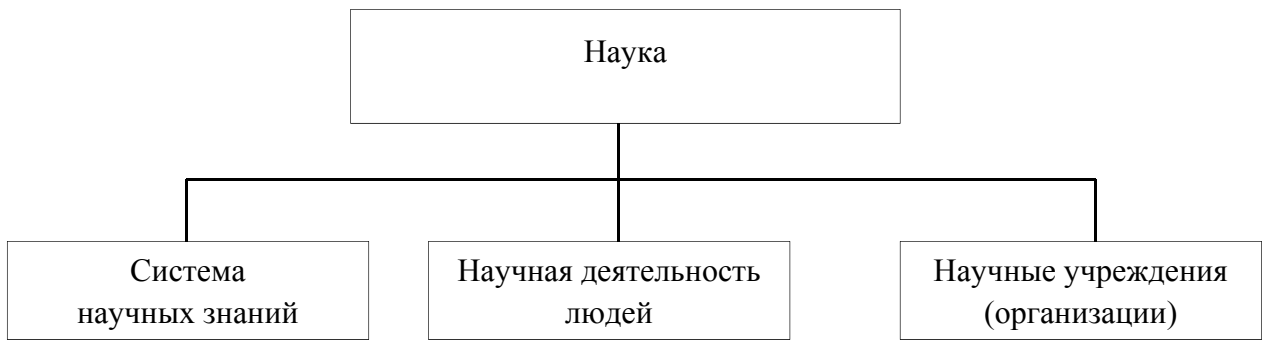 Наука
Система
научных знаний
Научная деятельность
людей
Научные учреждения
(организации)